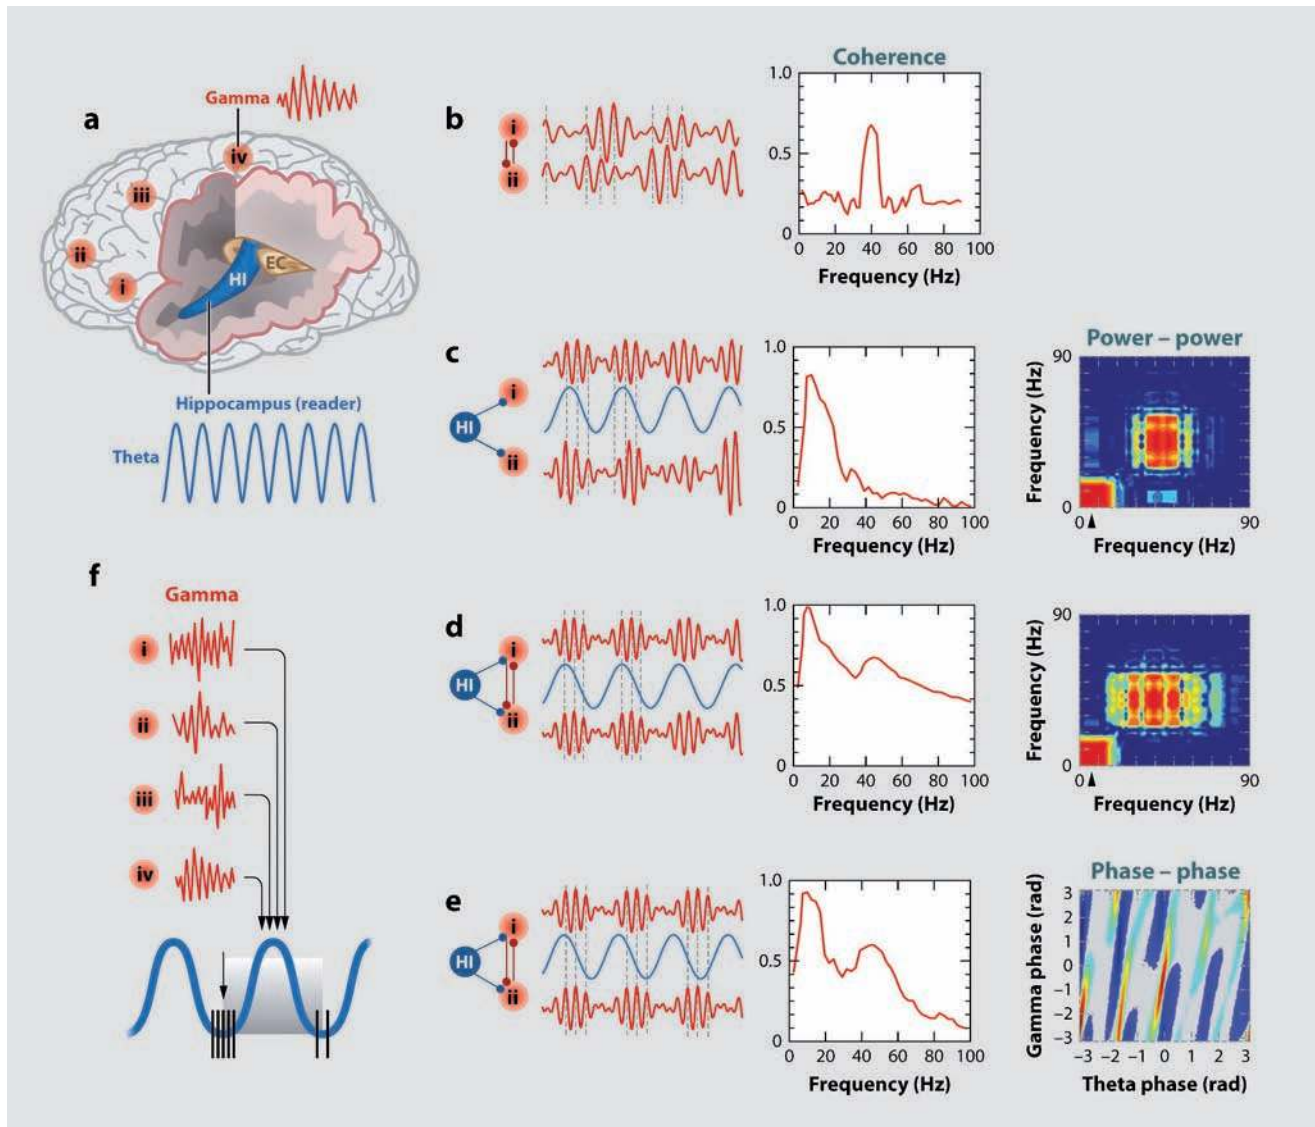 a
Gamma
iv
iii
ii
i
HI
EC
Hippocampus (reader)
Theta
b
i
ii
Coherence
1.0
0.5
0
0 20 40 60 80 100
Frequency (Hz)
c
i
HI
ii
1.0
0.5
0
0 20 40 60 80 100
Frequency (Hz)
Power – power
90
Frequency (Hz)
0
0 90
Frequency (Hz)
d
i
HI
ii
1.0
0.5
0
0 20 40 60 80 100
Frequency (Hz)
90
Frequency (Hz)
0
0 90
Frequency (Hz)
e
i
HI
ii
1.0
0.5
0
0 20 40 60 80 100
Frequency (Hz)
Phase – phase
Gamma phase (rad)
3
2
1
0
–1
–2
–3
–3 –2 –1 0 1 2 3
Theta phase (rad)
f
Gamma
i
ii
iii
iv